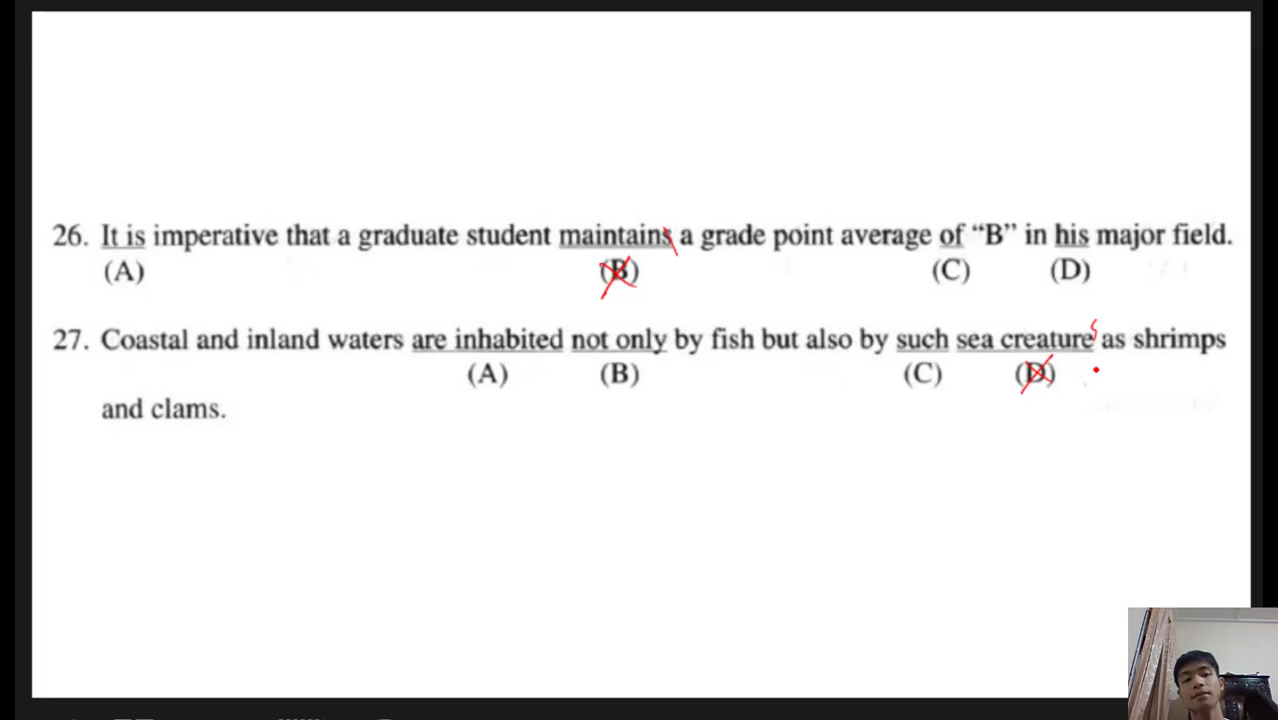 26. It is imperative that a graduate student maintains a grade point average of “B” in his major field.
(A) (B) (C) (D)
27. Coastal and inland waters are inhabited not only by fish but also by such sea creatures as shrimps
(A) (B) (C) (D)
and clams.